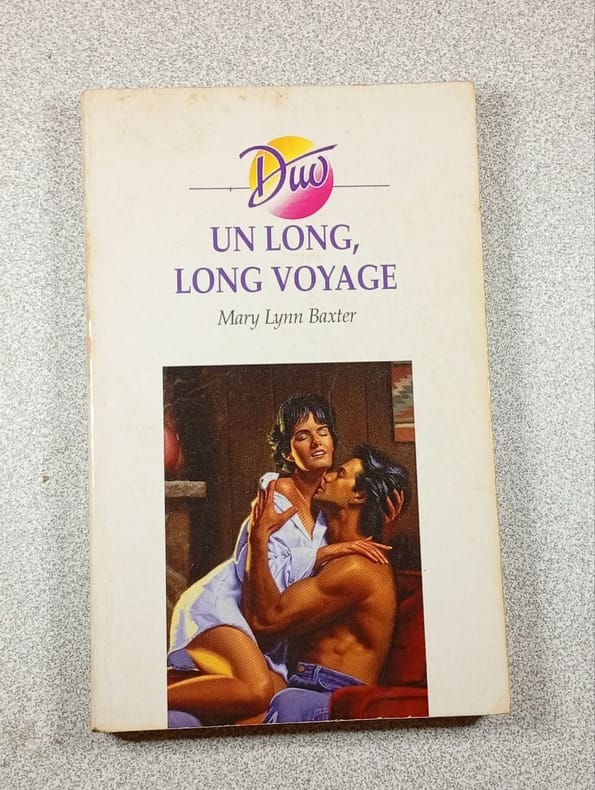 Duo
UN LONG,
LONG VOYAGE
Mary Lynn Baxter